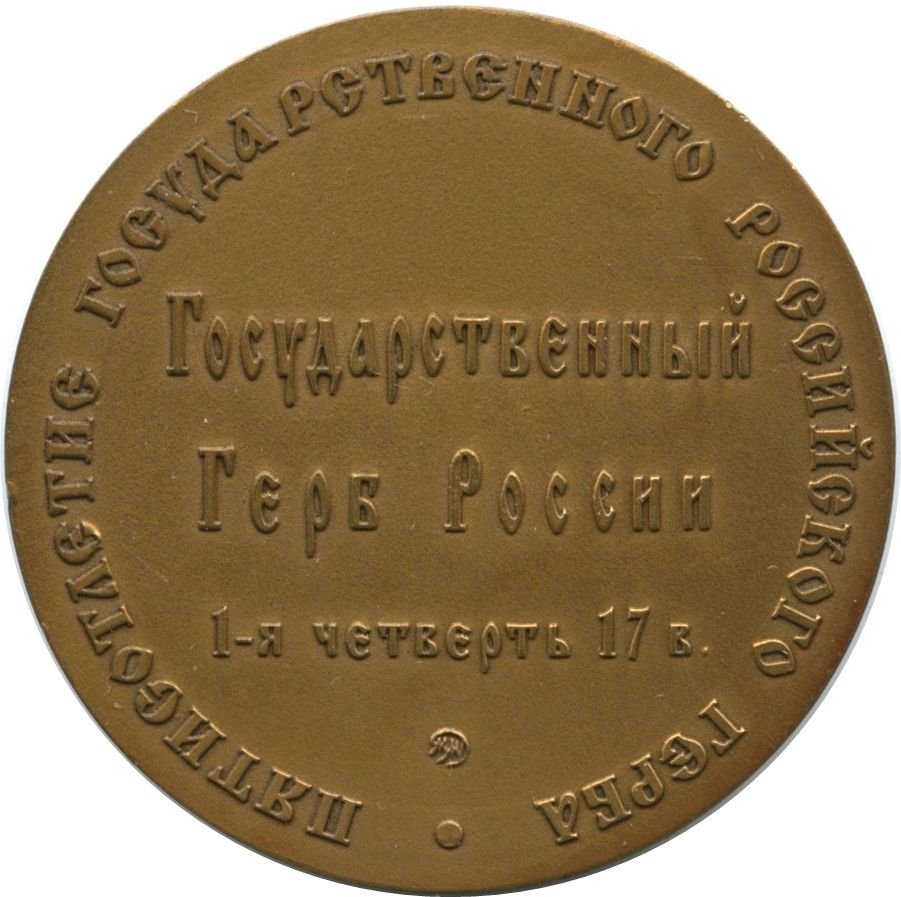 ПЯТИСОТЛЕТИЕ ГОСУДАРСТВЕННОГО РОССИЙСКОГО ГЕРБА
Государственный
Герб России
1-я четверть 17 в.